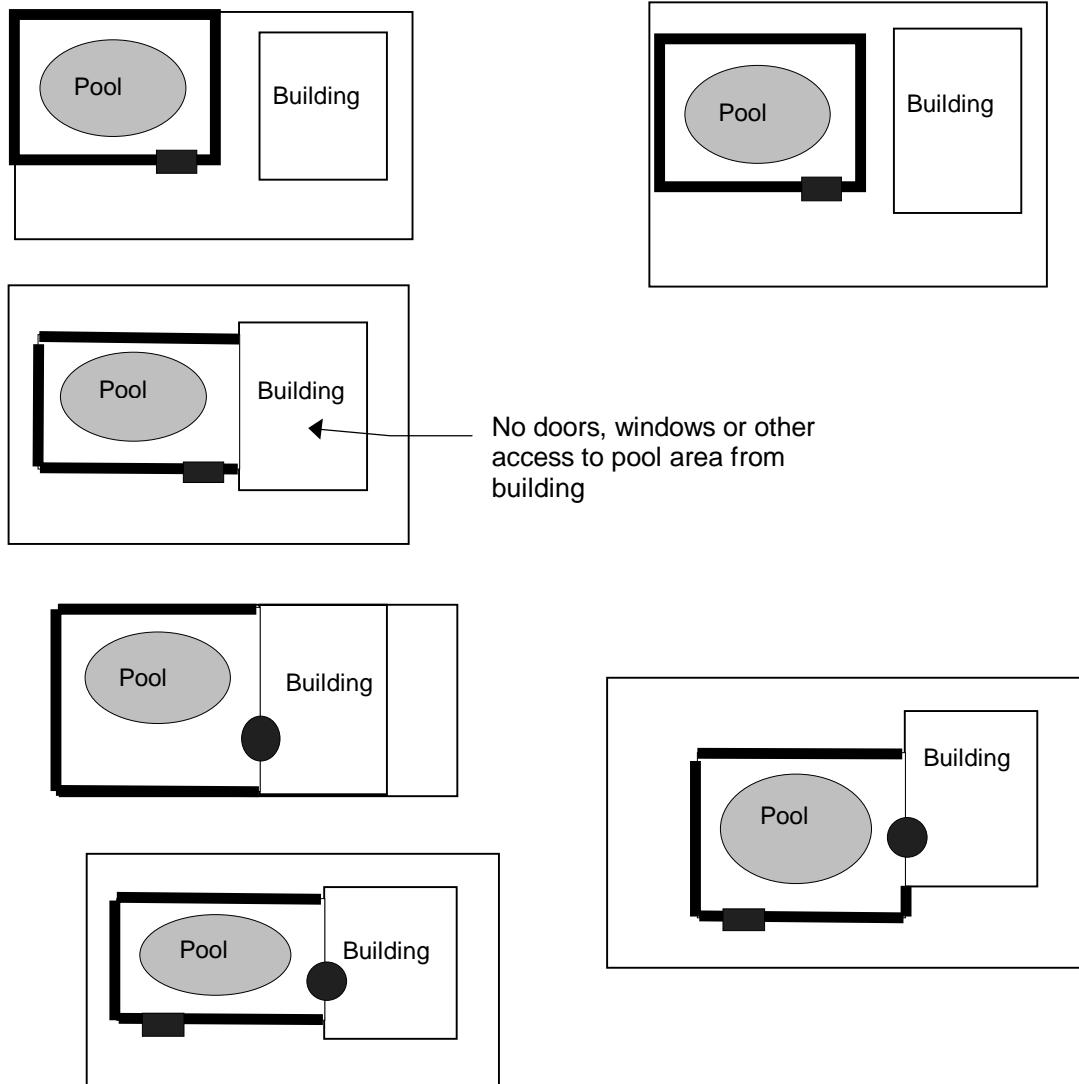 Pool
Building
Pool
Building
Pool
Building
No doors, windows or other
access to pool area from
building
Pool
Building
Pool
Building
Pool
Building